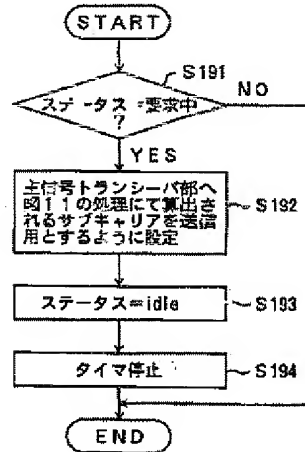 START
S191
ステータス=要求中
?
NO
YES
主信号トランシーバ部へ
図11の処理にて算出さ
れるサブキャリアを送信
用とするように設定
S192
ステータス=idle
S193
タイマ停止
S194
END